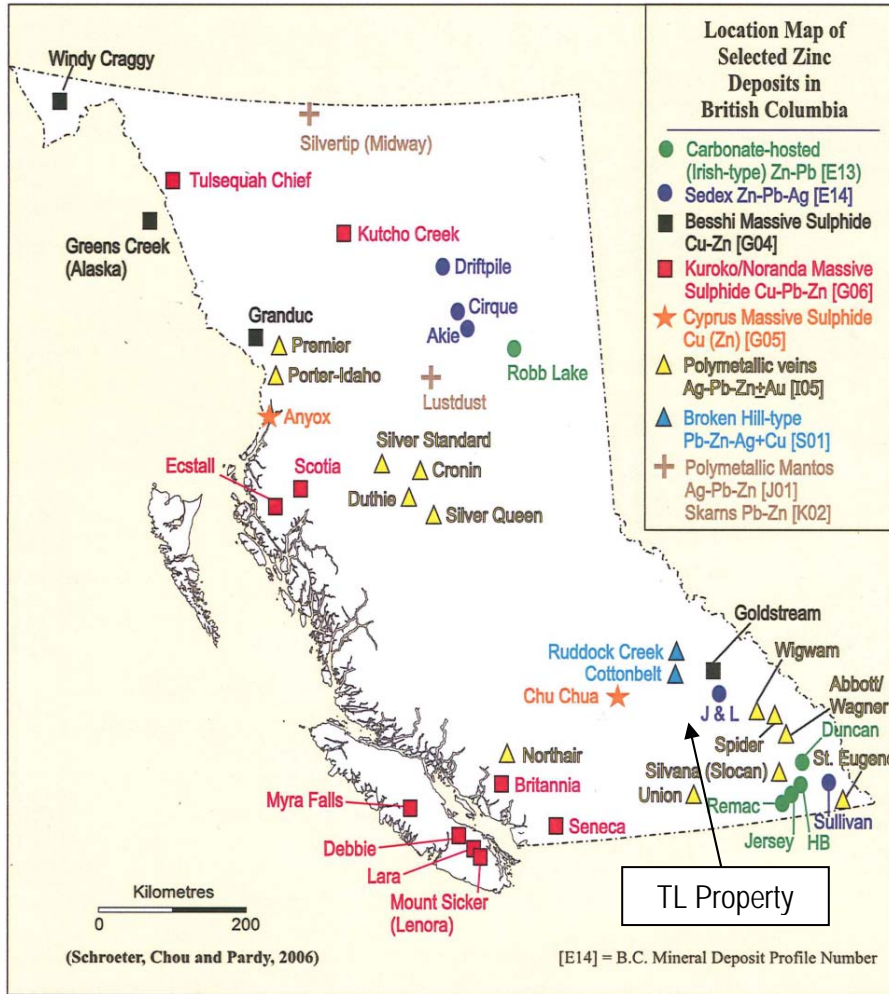 Location Map of
Selected Zinc
Deposits in
British Columbia
Carbonate-hosted
(Irish-type) Zn-Pb [E13)
Sedex Zn-Pb-Ag [E14]
Besshi Massive Sulphide
Cu-Zn [G04]
Kuroko/Noranda Massive
Sulphide Cu-Pb-Zn [G06]
Cyprus Massive Sulphide
Cu (Zn) [G05]
Polymetallic veins
Ag-Pb-Zn±Au [I05]
Broken Hill-type
Pb-Zn-Ag+Cu [S01]
Polymetallic Mantos
Ag-Pb-Zn [J01]
Skarns Pb-Zn [K02]
Windy Craggy
Silvertip (Midway)
Tulsequah Chief
Greens Creek
(Alaska)
Kutcho Creek
Driftpile
Cirque
Akie
Granduc
Premier
Robb Lake
Porter-Idaho
Lustdust
Anyox
Silver Standard
Ecstall
Scotia
Cronin
Duthie
Silver Queen
Goldstream
Ruddock Creek
Cottonbelt
Wigwam
Chu Chua
J & L
Abbott/
Wagner
Spider
Duncan
Northair
St. Eugene
Silvana (Slocan)
Britannia
Union
Myra Falls
Remac
Sullivan
Seneca
Jersey
HB
Debbie
Lara
Mount Sicker
(Lenora)
TL Property
Kilometres
0
200
(Schroeter, Chou and Pardy, 2006)
[E14] = B.C. Mineral Deposit Profile Number